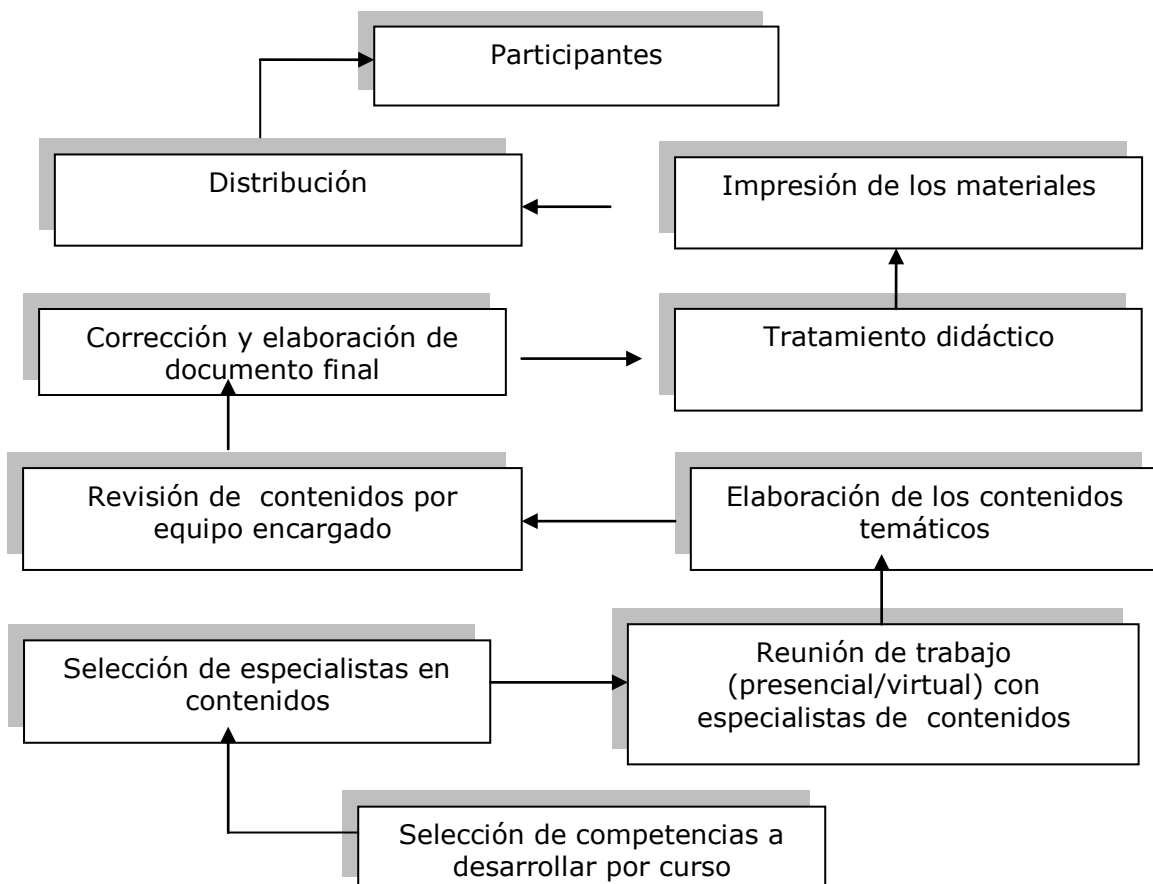 Participantes
Distribución
Impresión de los materiales
Corrección y elaboración de
documento final
Tratamiento didáctico
Revisión de  contenidos por
equipo encargado
Elaboración de los contenidos
temáticos
Selección de especialistas en
contenidos
Reunión de trabajo
(presencial/virtual) con
especialistas de  contenidos
Selección de competencias a
desarrollar por curso